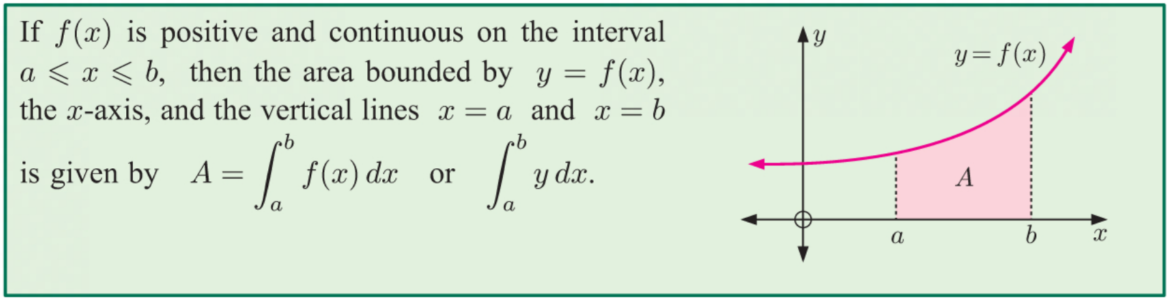 If f(x) is positive and continuous on the interval
a ⩽ x ⩽ b, then the area bounded by y = f(x),
the x-axis, and the vertical lines x = a and x = b
is given by A = ∫_a^b f(x) dx or ∫_a^b y dx.
y
y = f(x)
A
a
b
x